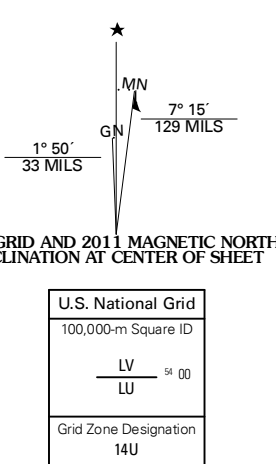 ★
MN
GN
7° 15´
129 MILS
1° 50´
33 MILS
GRID AND 2011 MAGNETIC NORTH
CLINATION AT CENTER OF SHEET
U.S. National Grid
100,000-m Square ID
LV
54 00
LU
Grid Zone Designation
14U